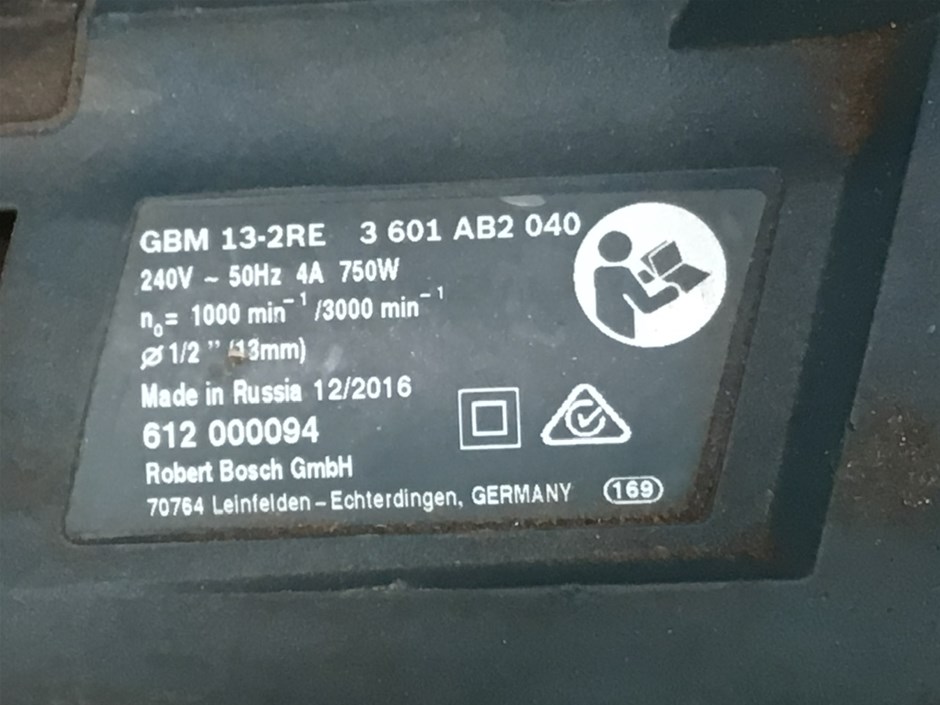 GBM 13-2RE 3 601 AB2 040
240V ~ 50Hz 4A 750W
n₀= 1000 min⁻¹ /3000 min⁻¹
⌀ 1/2 " (13mm)
Made in Russia 12/2016
612 000094
Robert Bosch GmbH
70764 Leinfelden – Echterdingen, GERMANY 169